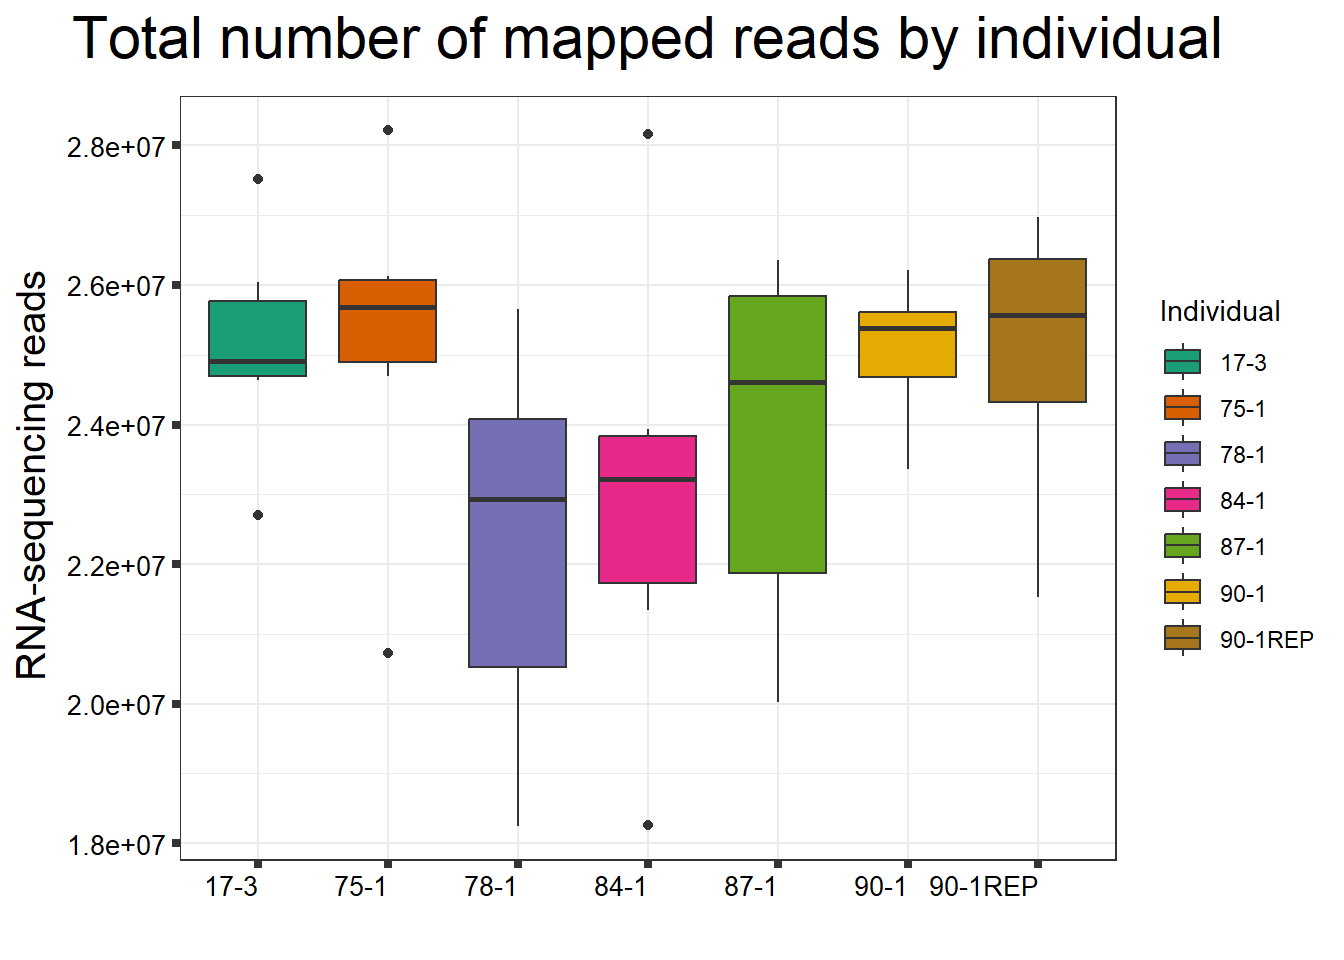 Total number of mapped reads by individual
RNA-sequencing reads
2.8e+07
2.6e+07
2.4e+07
2.2e+07
2.0e+07
1.8e+07
17-3 75-1 78-1 84-1 87-1 90-1 90-1REP
Individual
17-3
75-1
78-1
84-1
87-1
90-1
90-1REP